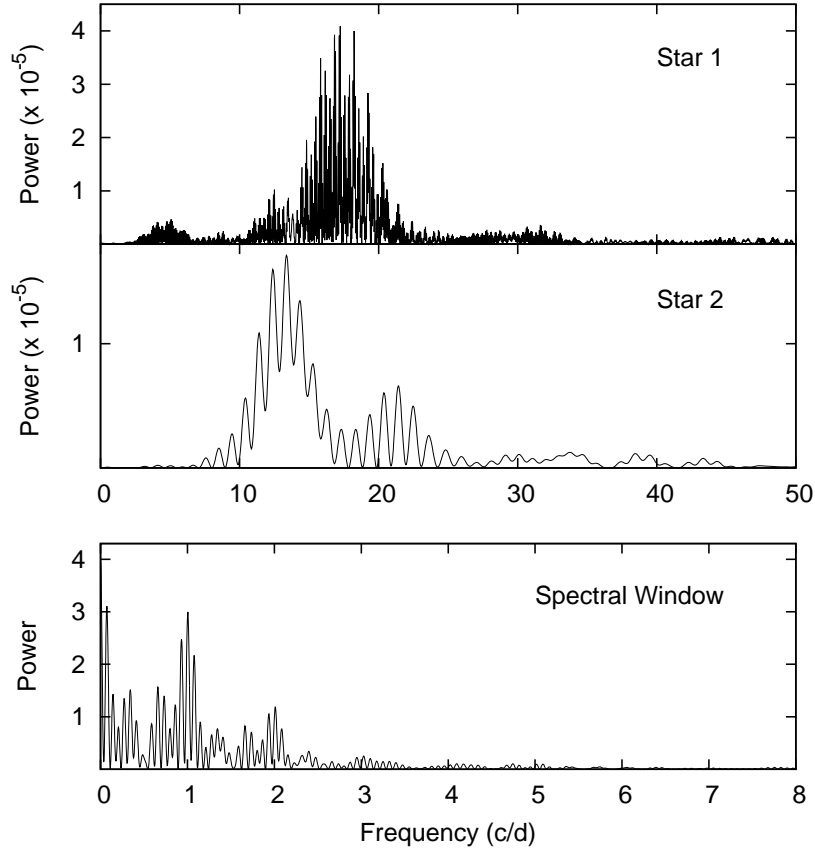 4
3
2
1
Power (x 10^-5)
Star 1
1
Power (x 10^-5)
Star 2
0 10 20 30 40 50
4
3
2
1
Power
Spectral Window
0 1 2 3 4 5 6 7 8
Frequency (c/d)